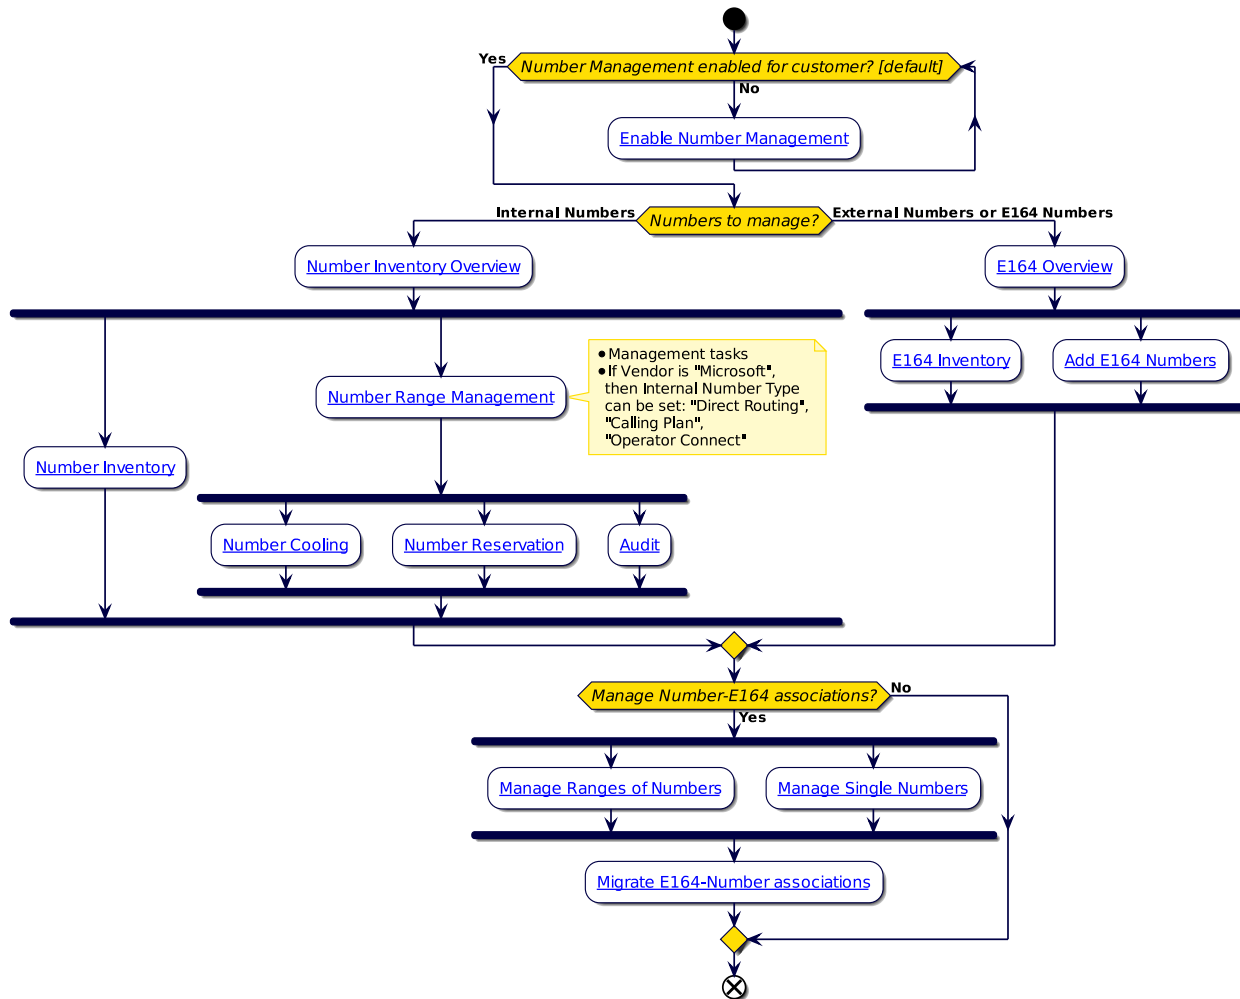 Yes
Number Management enabled for customer? [default]
No
Enable Number Management
Internal Numbers
Numbers to manage?
External Numbers or E164 Numbers
Number Inventory Overview
E164 Overview
•Management tasks
•If Vendor is "Microsoft",
then Internal Number Type
can be set: "Direct Routing",
"Calling Plan",
"Operator Connect"
E164 Inventory
Add E164 Numbers
Number Range Management
Number Inventory
Number Cooling
Number Reservation
Audit
Manage Number-E164 associations?
No
Yes
Manage Ranges of Numbers
Manage Single Numbers
Migrate E164-Number associations